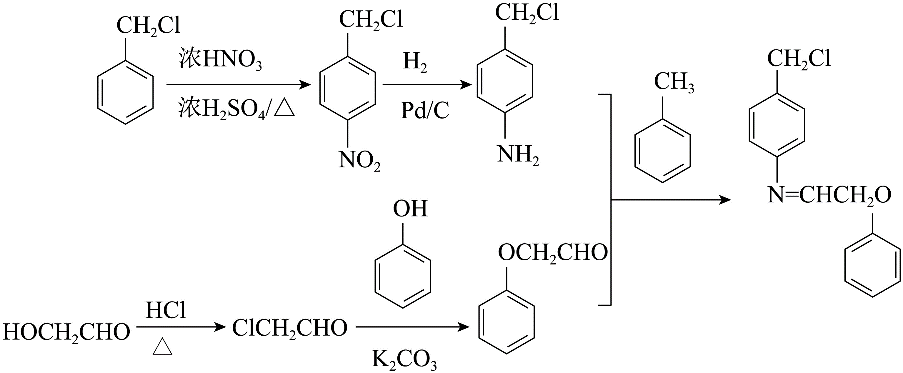 CH₂Cl
浓HNO₃
浓H₂SO₄/△
CH₂Cl
NO₂
H₂
Pd/C
CH₂Cl
NH₂
CH₃
CH₂Cl
N=CHCH₂O
HOCH₂CHO
HCl
△
ClCH₂CHO
OH
K₂CO₃
OCH₂CHO